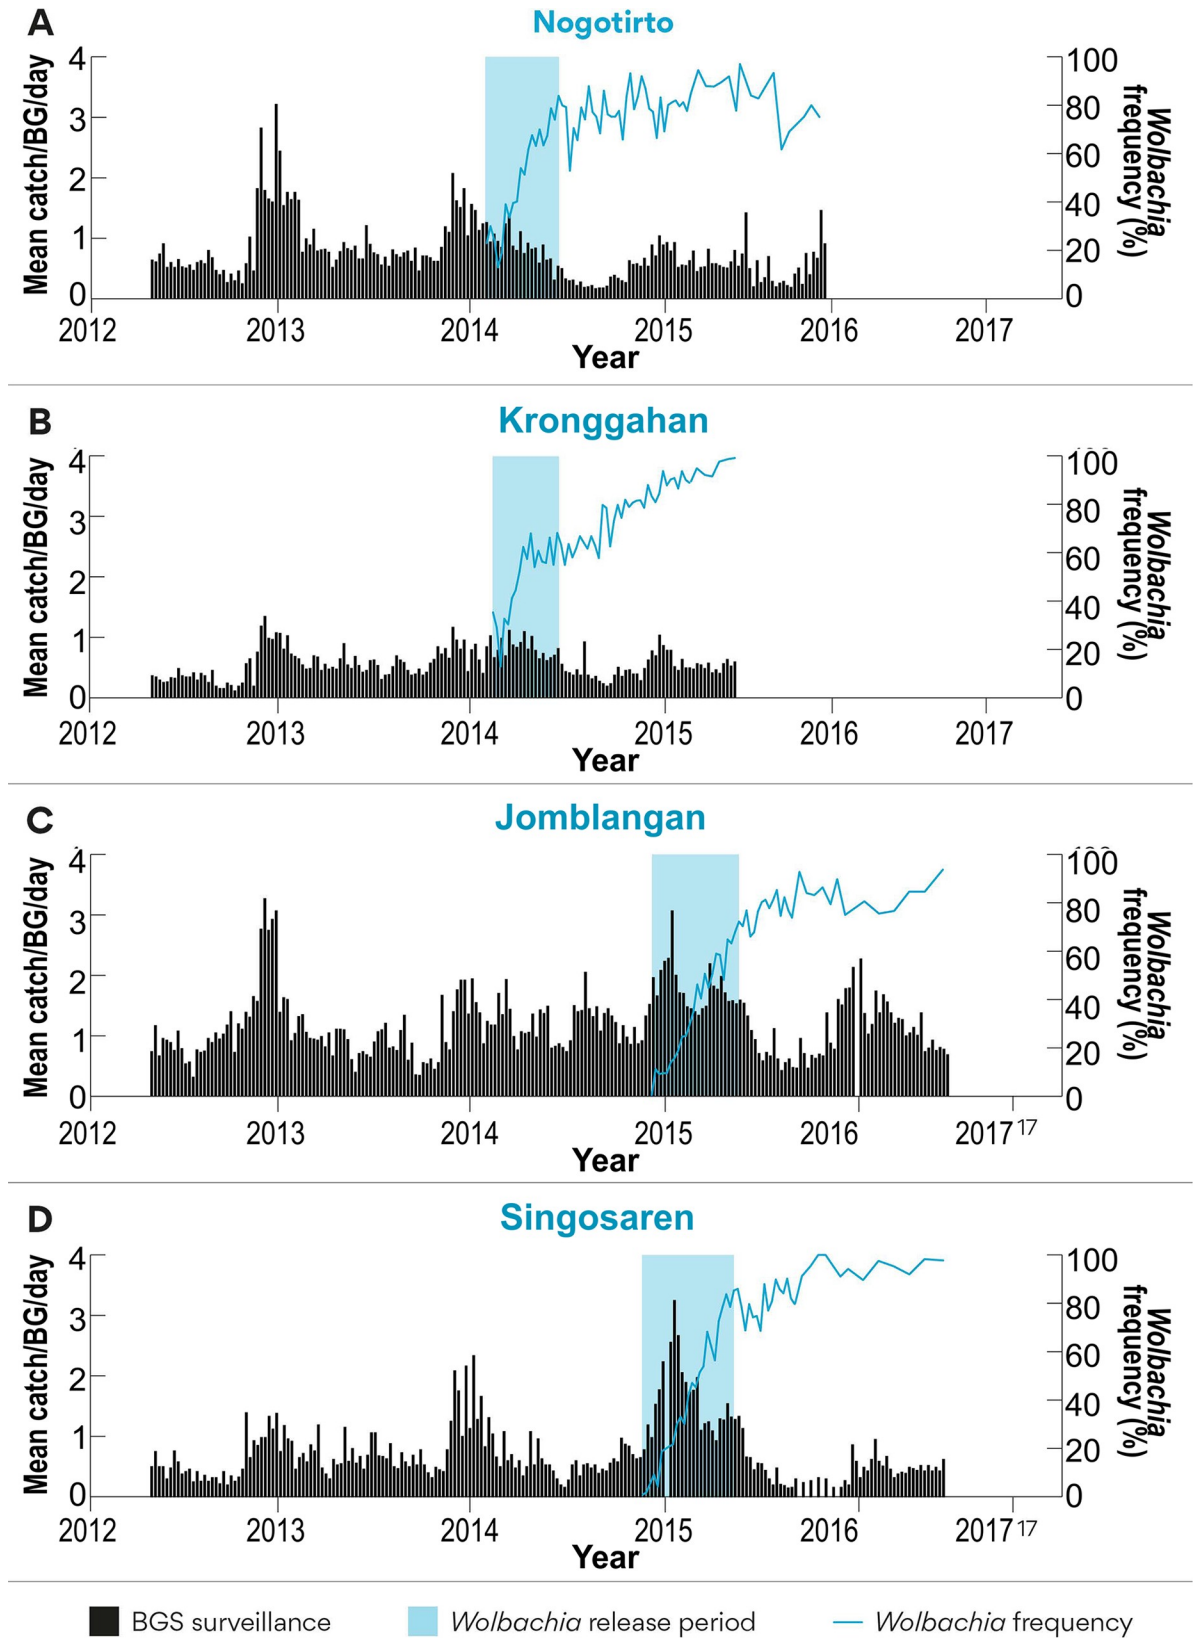 A
Nogotirto
Mean catch/BG/day
4
3
2
1
0
100
80
60
40
20
0
Wolbachia
frequency (%)
2012 2013 2014 2015 2016 2017
Year
B
Kronggahan
Mean catch/BG/day
4
3
2
1
0
100
80
60
40
20
0
Wolbachia
frequency (%)
2012 2013 2014 2015 2016 2017
Year
C
Jomblangan
Mean catch/BG/day
4
3
2
1
0
100
80
60
40
20
0
Wolbachia
frequency (%)
2012 2013 2014 2015 2016 2017 17
Year
D
Singosaren
Mean catch/BG/day
4
3
2
1
0
100
80
60
40
20
0
Wolbachia
frequency (%)
2012 2013 2014 2015 2016 2017 17
Year
BGS surveillance Wolbachia release period Wolbachia frequency